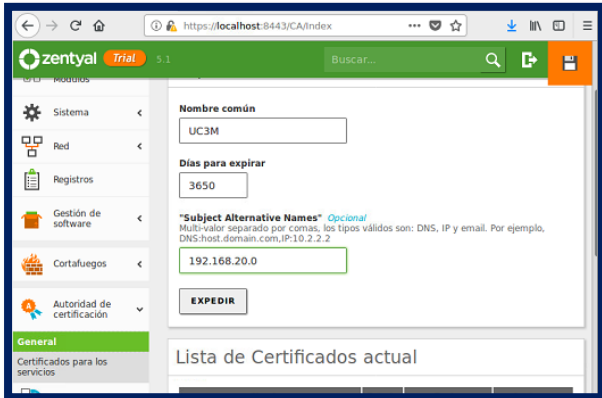 https://localhost:8443/CA/Index
zentyal Trial 5.1
Buscar...
Módulos
Sistema
Red
Registros
Gestión de
software
Cortafuegos
Autoridad de
certificación
General
Certificados para los
servicios
Nombre común
UC3M
Días para expirar
3650
"Subject Alternative Names" Opcional
Multi-valor separado por comas, los tipos válidos son: DNS, IP y email. Por ejemplo,
DNS:host.domain.com,IP:10.2.2.2
192.168.20.0
EXPEDIR
Lista de Certificados actual